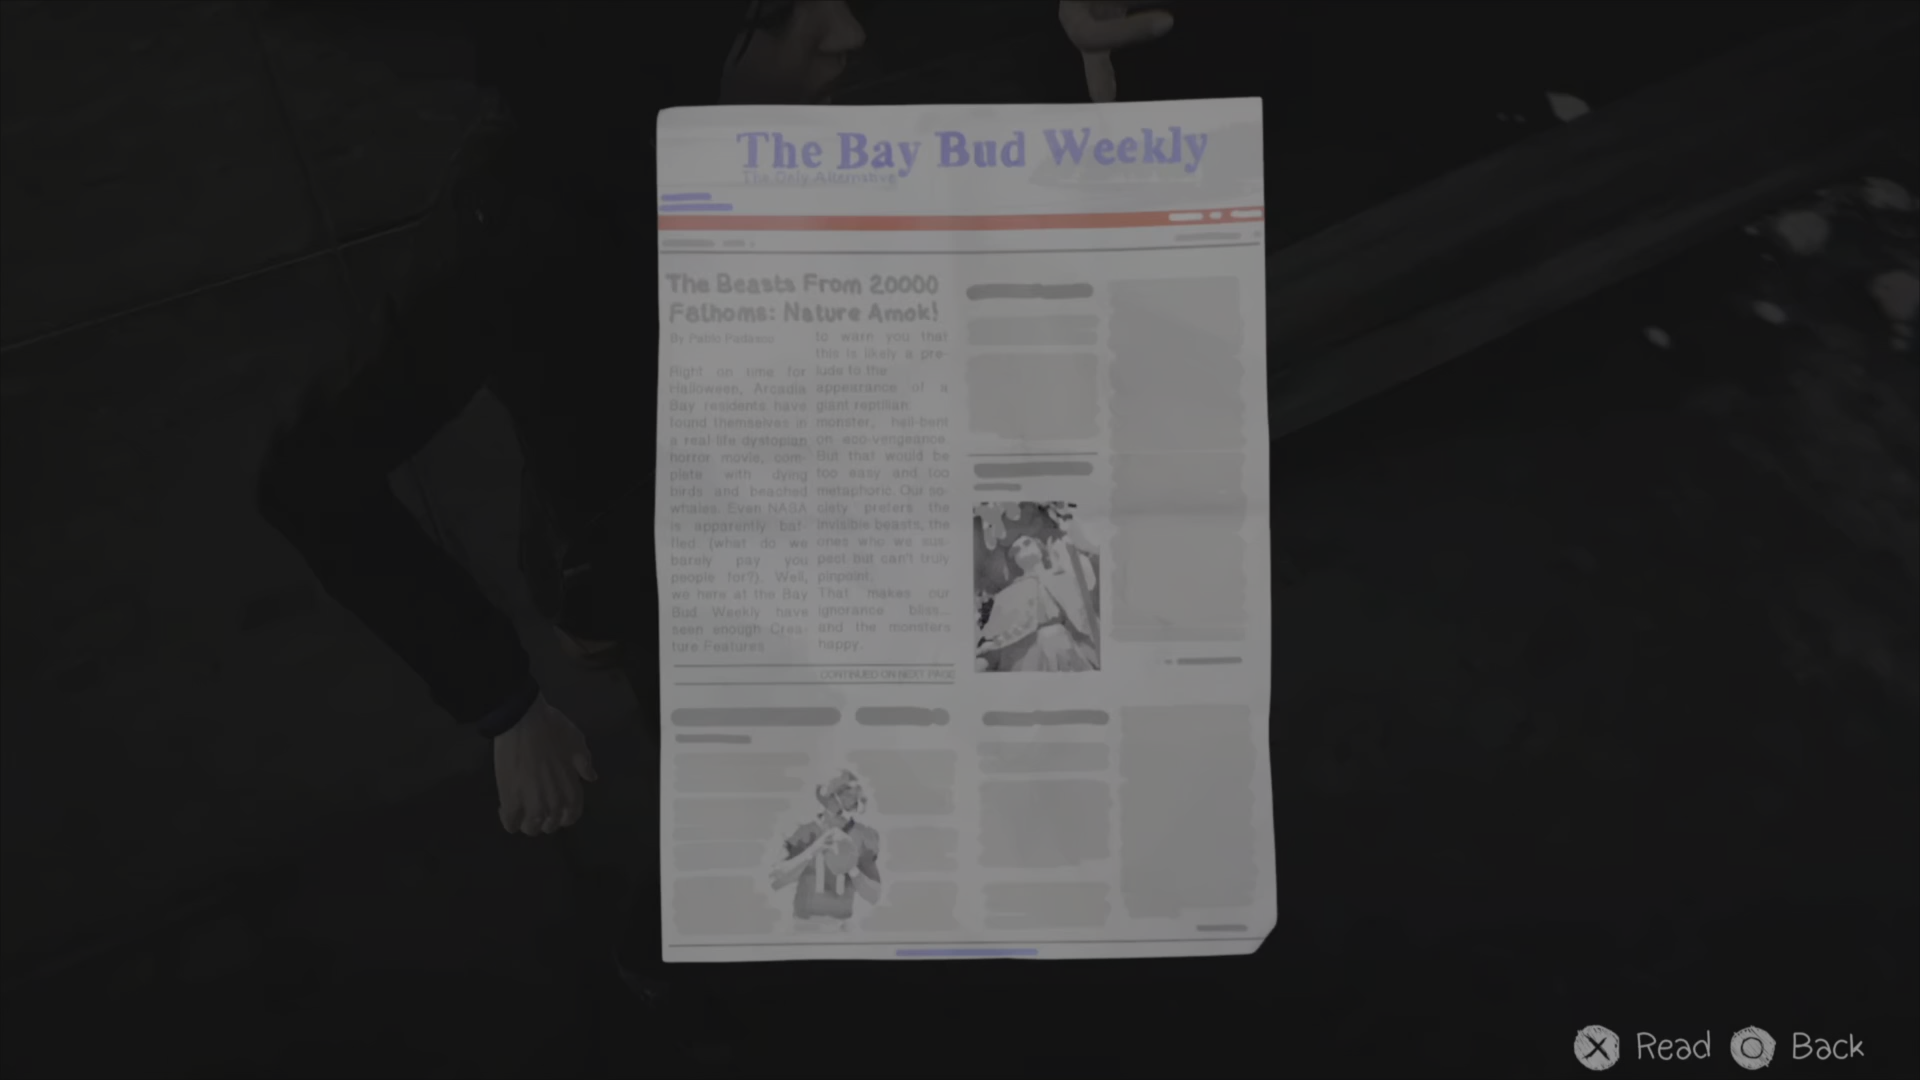 The Bay Bud Weekly
The Only Alternative
The Beasts From 20000
Fathoms: Nature Amok!
Right on time for
Halloween, Arcadia
Bay residents have
found themselves in
a real-life dystopian
horror movie, com-
plete with dying
birds and beached
whales. Even NASA
is apparently baf-
fled (what do we
barely pay you
people for?). Well,
we here at the Bay
Bud Weekly have
seen enough Crea-
ture Features
to warn you that
this is likely a pre-
lude to the
appearance of a
giant reptilian
monster, hell-bent
on eco-vengeance.
But that would be
too easy and too
metaphoric. Our so-
ciety prefers the
invisible beasts, the
ones who we sus-
pect but can't truly
pinpoint.
That makes our
ignorance bliss...
and the monsters
happy.
CONTINUED ON NEXT PAGE
Read
Back